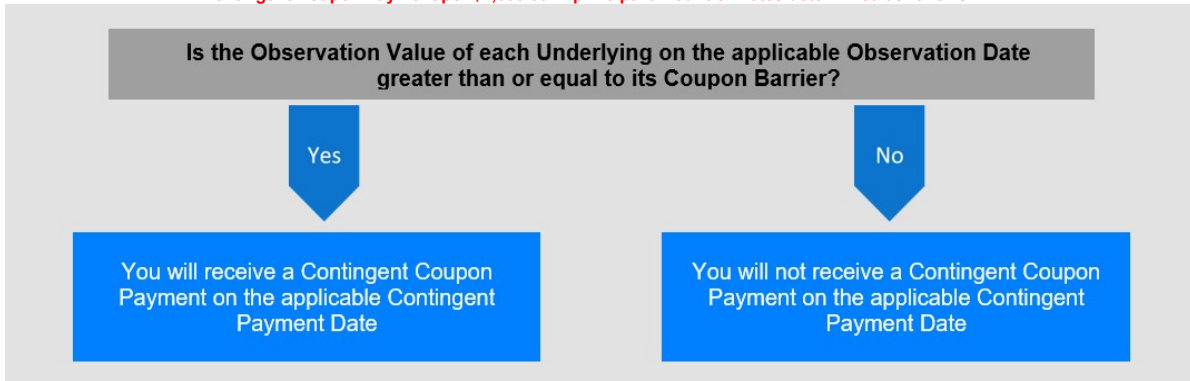 Is the Observation Value of each Underlying on the applicable Observation Date
greater than or equal to its Coupon Barrier?
Yes
No
You will receive a Contingent Coupon
Payment on the applicable Contingent
Payment Date
You will not receive a Contingent Coupon
Payment on the applicable Contingent
Payment Date